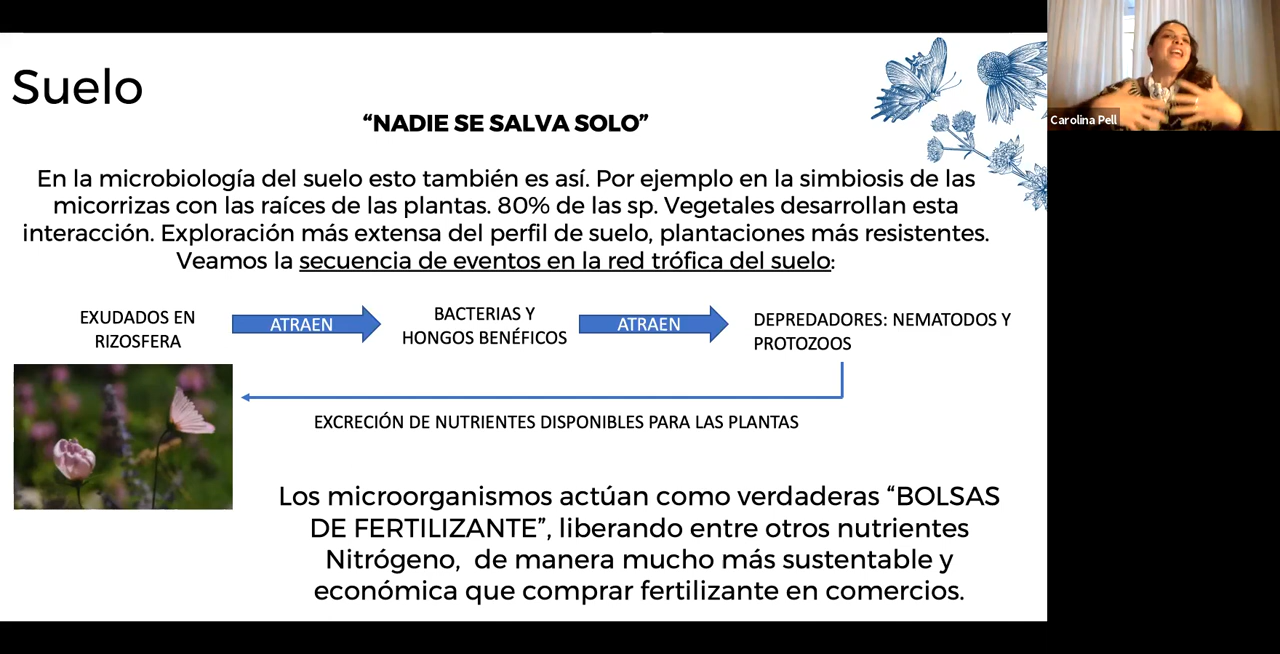 Suelo
“NADIE SE SALVA SOLO”
En la microbiología del suelo esto también es así. Por ejemplo en la simbiosis de las
micorrizas con las raíces de las plantas. 80% de las sp. Vegetales desarrollan esta
interacción. Exploración más extensa del perfil de suelo, plantaciones más resistentes.
Veamos la secuencia de eventos en la red trófica del suelo:
EXUDADOS EN
RIZOSFERA
ATRAEN
BACTERIAS Y
HONGOS BENÉFICOS
ATRAEN
DEPREDADORES: NEMATODOS Y
PROTOZOOS
EXCRECIÓN DE NUTRIENTES DISPONIBLES PARA LAS PLANTAS
Los microorganismos actúan como verdaderas “BOLSAS
DE FERTILIZANTE”, liberando entre otros nutrientes
Nitrógeno,  de manera mucho más sustentable y
económica que comprar fertilizante en comercios.
Carolina Pell